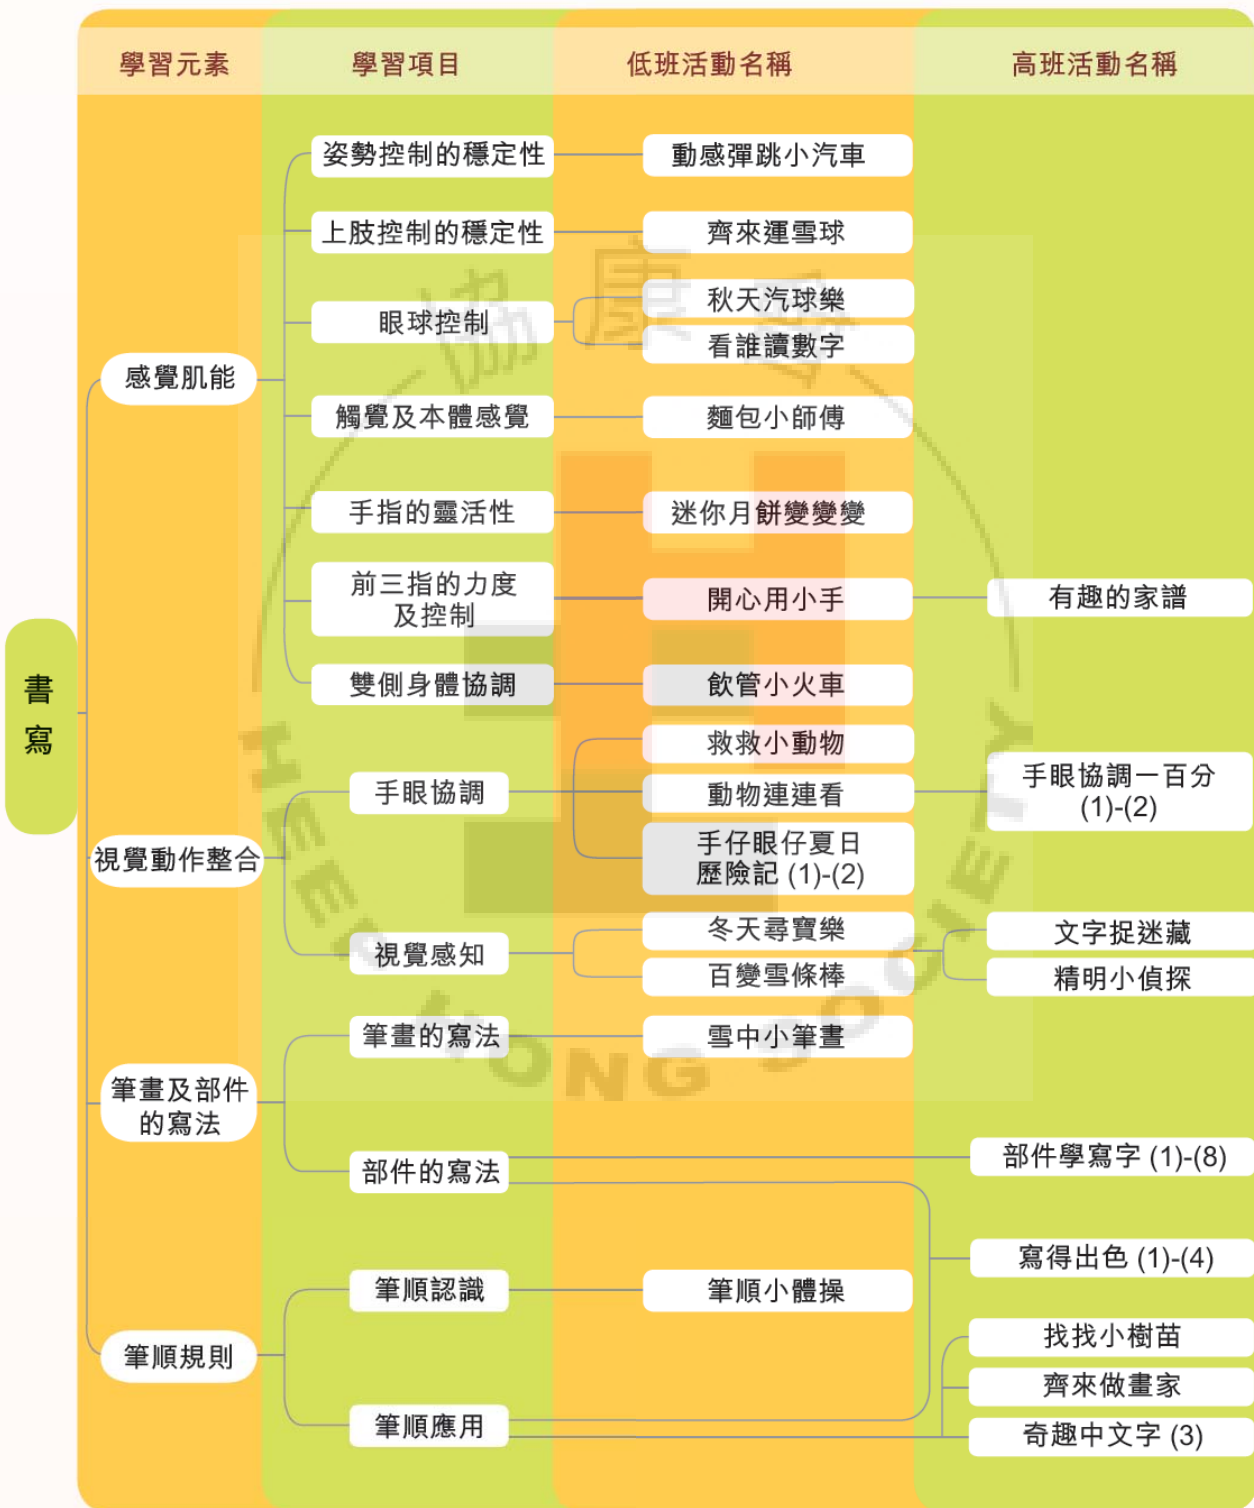 學習元素
學習項目
低班活動名稱
高班活動名稱
書
寫
感覺肌能
姿勢控制的穩定性
動感彈跳小汽車
上肢控制的穩定性
齊來運雪球
眼球控制
秋天汽球樂
看誰讀數字
觸覺及本體感覺
麵包小師傅
手指的靈活性
迷你月餅變變變
前三指的力度
及控制
開心用小手
有趣的家譜
雙側身體協調
飲管小火車
視覺動作整合
手眼協調
救救小動物
動物連連看
手仔眼仔夏日
歷險記 (1)-(2)
手眼協調一百分
(1)-(2)
視覺感知
冬天尋寶樂
百變雪條棒
文字捉迷藏
精明小偵探
筆畫及部件
的寫法
筆畫的寫法
雪中小筆畫
部件的寫法
部件學寫字 (1)-(8)
寫得出色 (1)-(4)
筆順規則
筆順認識
筆順小體操
筆順應用
找找小樹苗
齊來做畫家
奇趣中文字 (3)
協康會
HEEP HONG SOCIETY